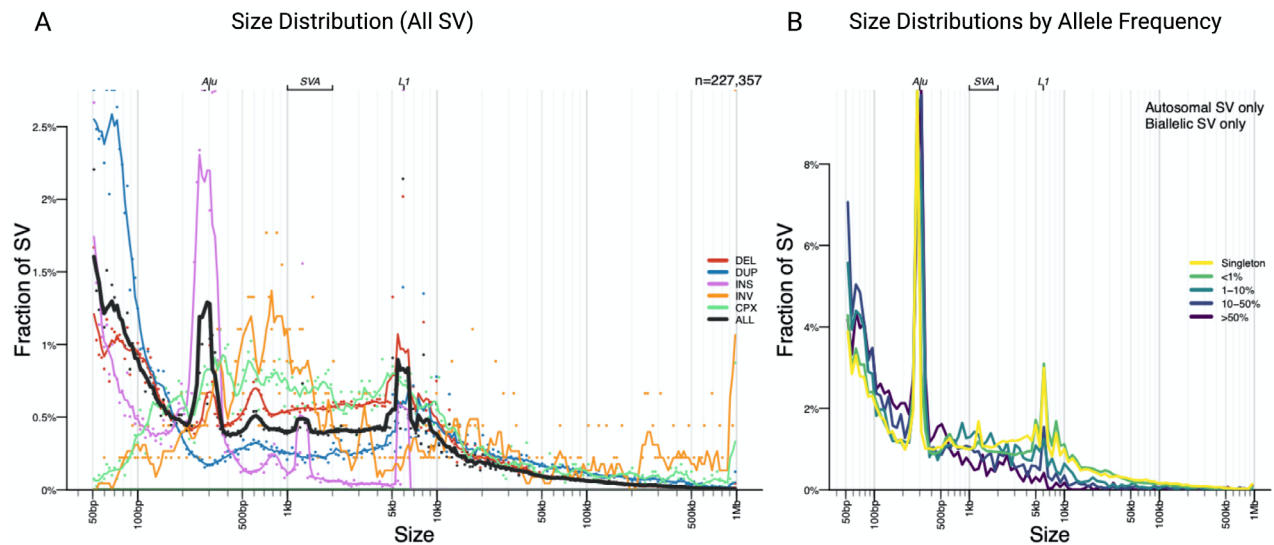 A
Size Distribution (All SV)
Alu
SVA
L1
n=227,357
Fraction of SV
2.5%
2%
1.5%
1%
0.5%
0%
DEL
DUP
INS
INV
CPX
ALL
50bp
100bp
500bp
1kb
5kb
10kb
50kb
100kb
500kb
1Mb
Size
B
Size Distributions by Allele Frequency
Alu
SVA
L1
Autosomal SV only
Biallelic SV only
Fraction of SV
8%
6%
4%
2%
0%
Singleton
<1%
1–10%
10–50%
>50%
50bp
100bp
500bp
1kb
5kb
10kb
50kb
100kb
500kb
1Mb
Size